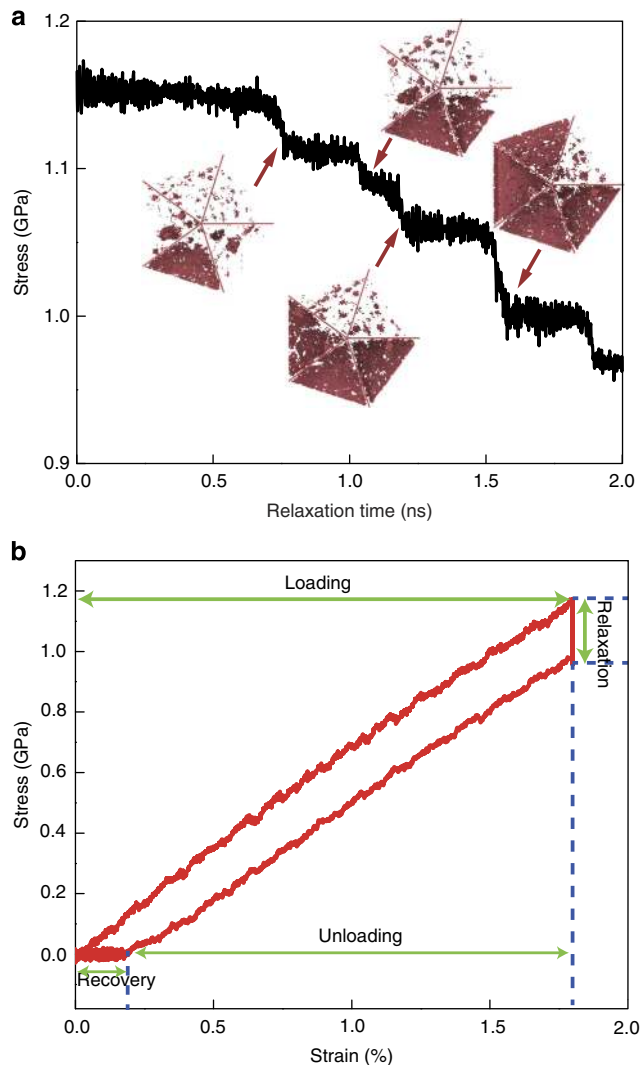 a
1.2
1.1
1.0
0.9
Stress (GPa)
0.0
0.5
1.0
1.5
2.0
Relaxation time (ns)
b
1.2
1.0
0.8
0.6
0.4
0.2
0.0
Stress (GPa)
Loading
Relaxation
Unloading
Recovery
0.0
0.5
1.0
1.5
2.0
Strain (%)